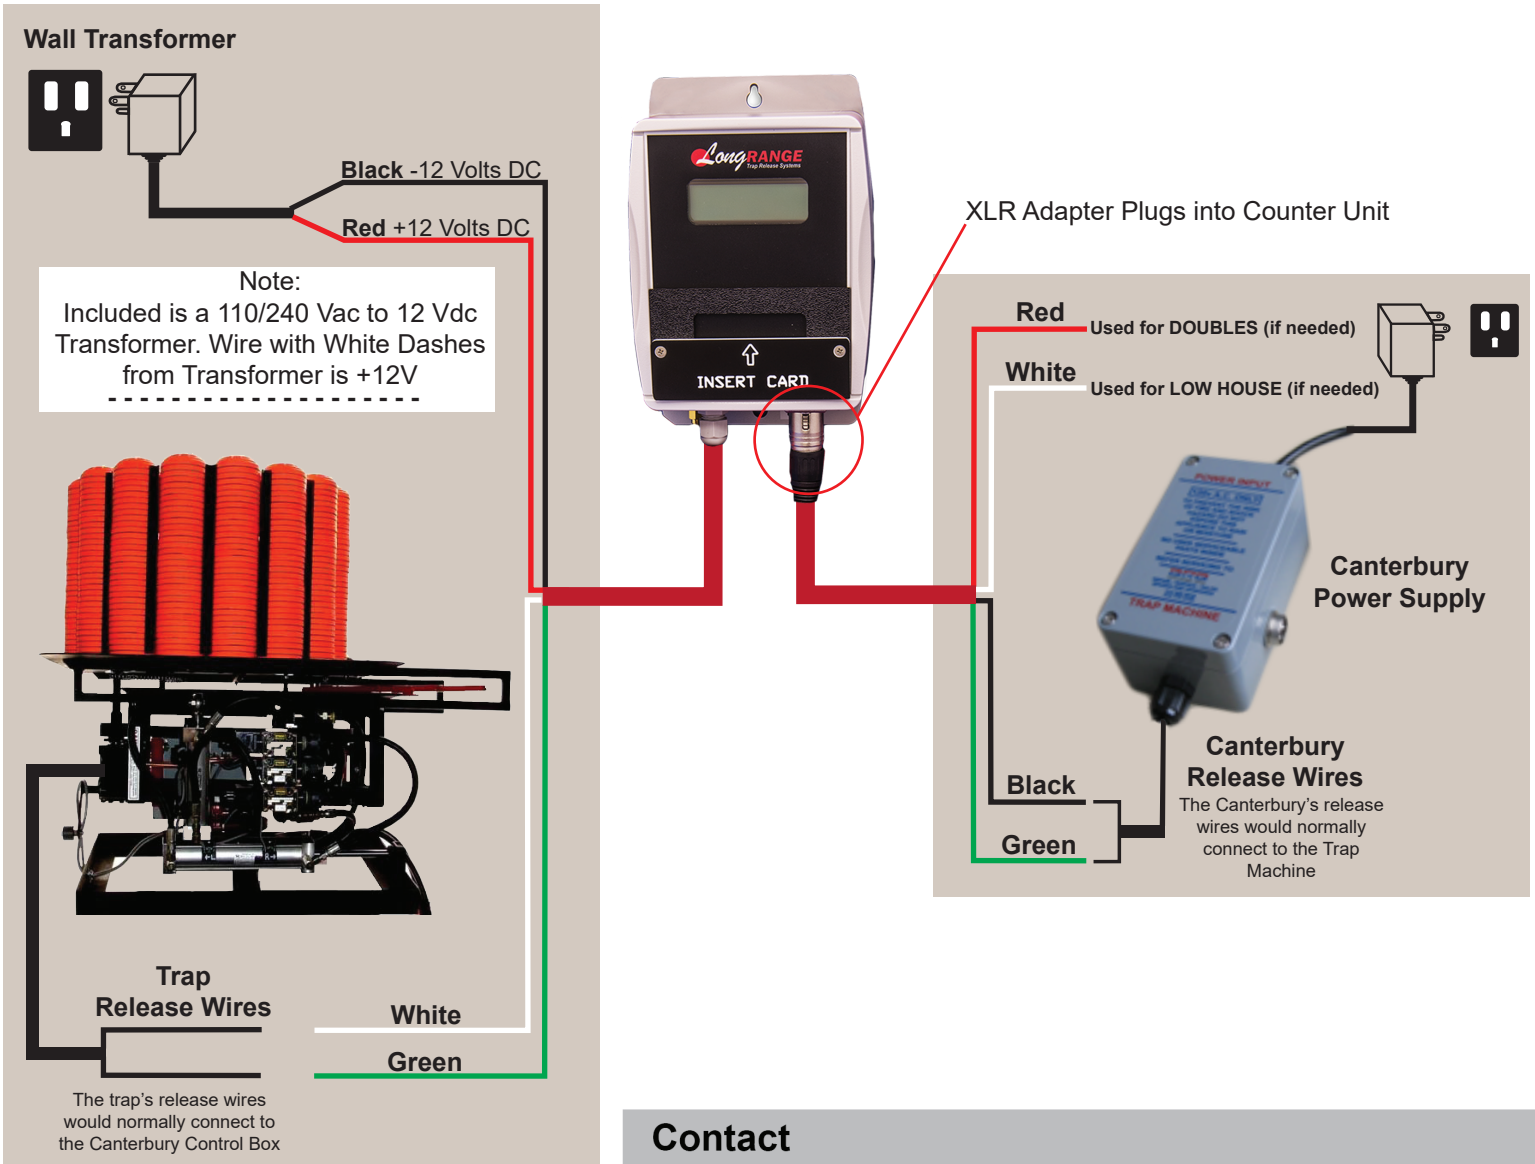 Wall Transformer
Black -12 Volts DC
Red +12 Volts DC
Note:
Included is a 110/240 Vac to 12 Vdc
Transformer. Wire with White Dashes
from Transformer is +12V
- - - - - - - - - - - - - - - - - - - -
LongRANGE
Trap Release Systems
INSERT CARD
XLR Adapter Plugs into Counter Unit
Red
Used for DOUBLES (if needed)
White
Used for LOW HOUSE (if needed)
POWER INPUT
TRAP MACHINE
Canterbury
Power Supply
Canterbury
Release Wires
The Canterbury's release
wires would normally
connect to the Trap
Machine
Black
Green
Trap
Release Wires
White
Green
The trap's release wires
would normally connect to
the Canterbury Control Box
Contact